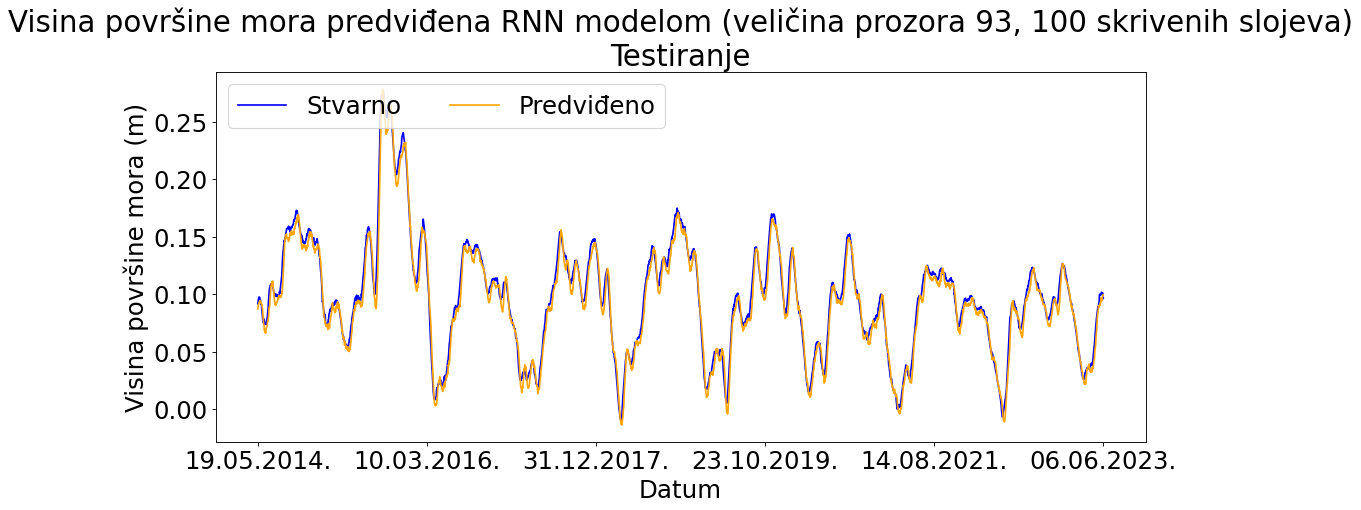 Visina površine mora predviđena RNN modelom (veličina prozora 93, 100 skrivenih slojeva)
Testiranje
Stvarno Predviđeno
Visina površine mora (m)
0.25
0.20
0.15
0.10
0.05
0.00
19.05.2014. 10.03.2016. 31.12.2017. 23.10.2019. 14.08.2021. 06.06.2023.
Datum